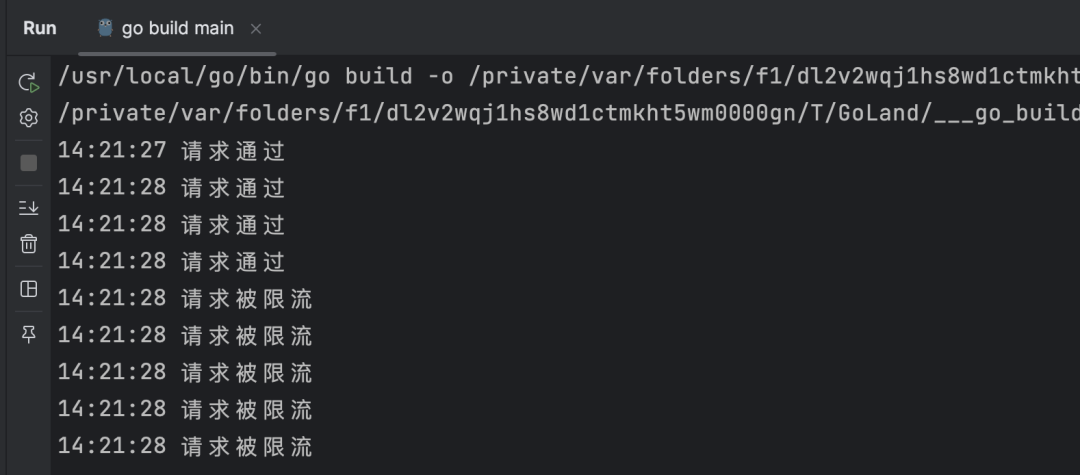 Run go build main
/usr/local/go/bin/go build -o /private/var/folders/f1/dl2v2wqj1hs8wd1ctmkht
/private/var/folders/f1/dl2v2wqj1hs8wd1ctmkht5wm0000gn/T/GoLand/___go_build
14:21:27 请求通过
14:21:28 请求通过
14:21:28 请求通过
14:21:28 请求通过
14:21:28 请求被限流
14:21:28 请求被限流
14:21:28 请求被限流
14:21:28 请求被限流
14:21:28 请求被限流